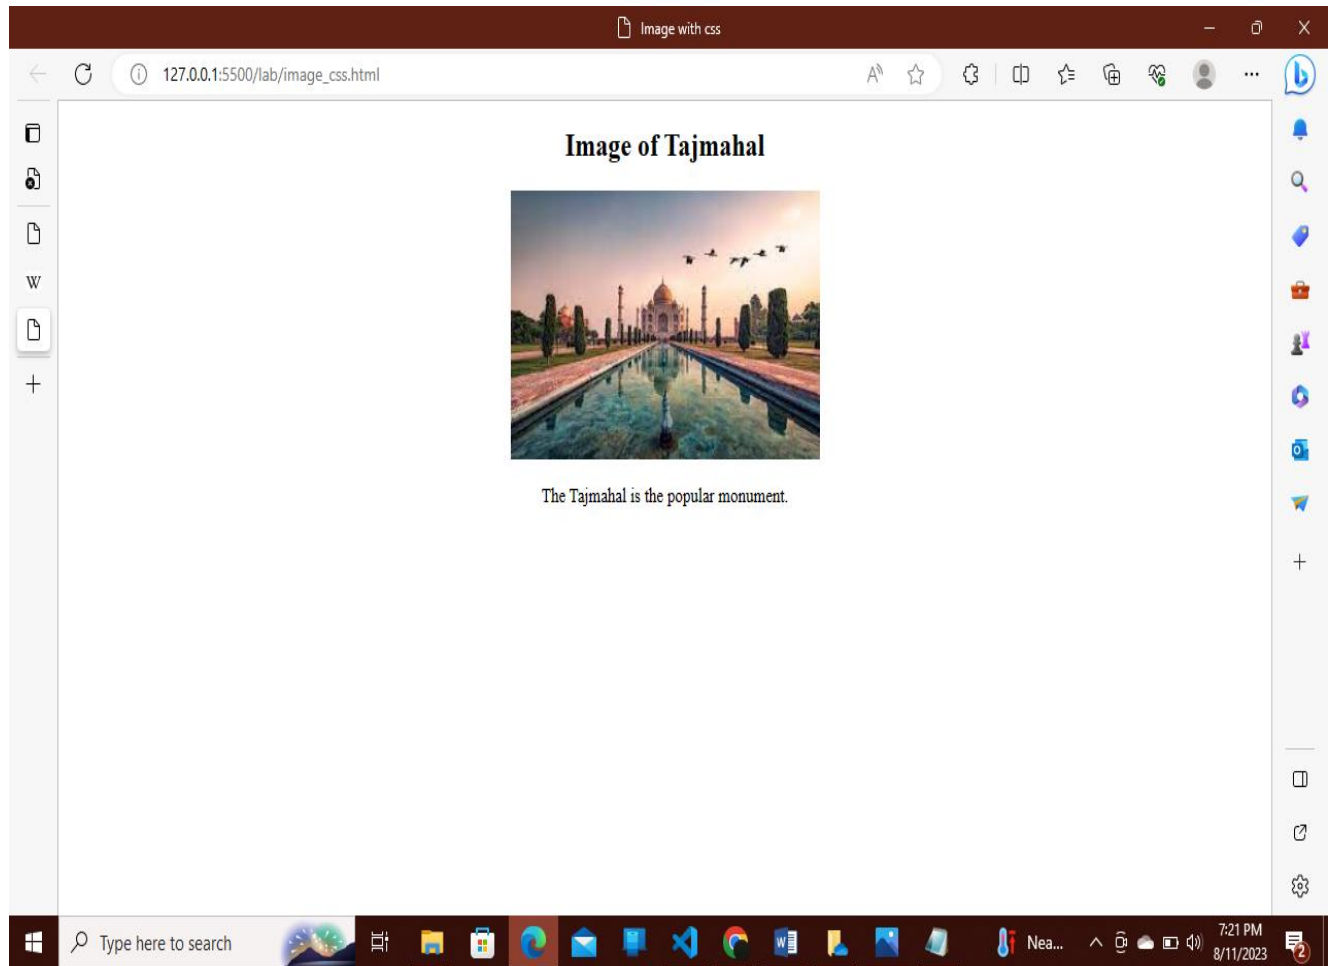 Image with css
127.0.0.1:5500/lab/image_css.html
A
W
Image of Tajmahal
The Tajmahal is the popular monument.
Type here to search
Nea...
7:21 PM
8/11/2023
2